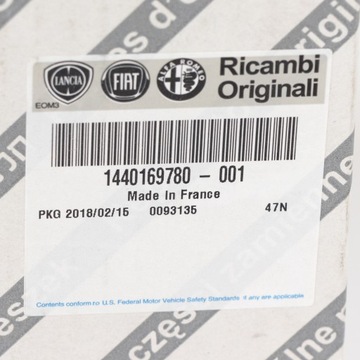 LANCIA
FIAT
ALFA ROMEO
Ricambi
Originali
EOM3
1440169780 - 001
Made In France
PKG 2018/02/15 0093135 47N
Contents conform ro U.S. Federal Motor Vehicle Safety Standards if any are applicable